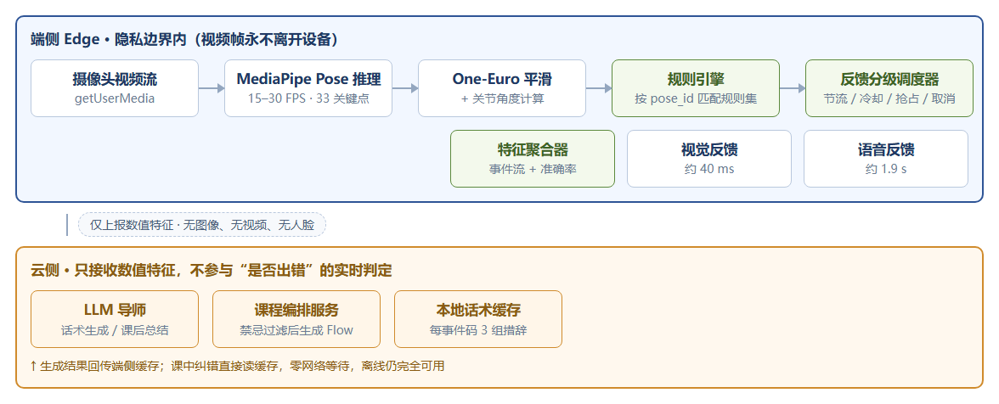 端侧 Edge · 隐私边界内（视频帧永不离开设备）
摄像头视频流
getUserMedia
MediaPipe Pose 推理
15–30 FPS · 33 关键点
One-Euro 平滑
+ 关节角度计算
规则引擎
按 pose_id 匹配规则集
反馈分级调度器
节流 / 冷却 / 抢占 / 取消
特征聚合器
事件流 + 准确率
视觉反馈
约 40 ms
语音反馈
约 1.9 s
仅上报数值特征 · 无图像、无视频、无人脸
云侧 · 只接收数值特征，不参与“是否出错”的实时判定
LLM 导师
话术生成 / 课后总结
课程编排服务
禁忌过滤后生成 Flow
本地话术缓存
每事件码 3 组措辞
↑ 生成结果回传端侧缓存；课中纠错直接读缓存，零网络等待，离线仍完全可用